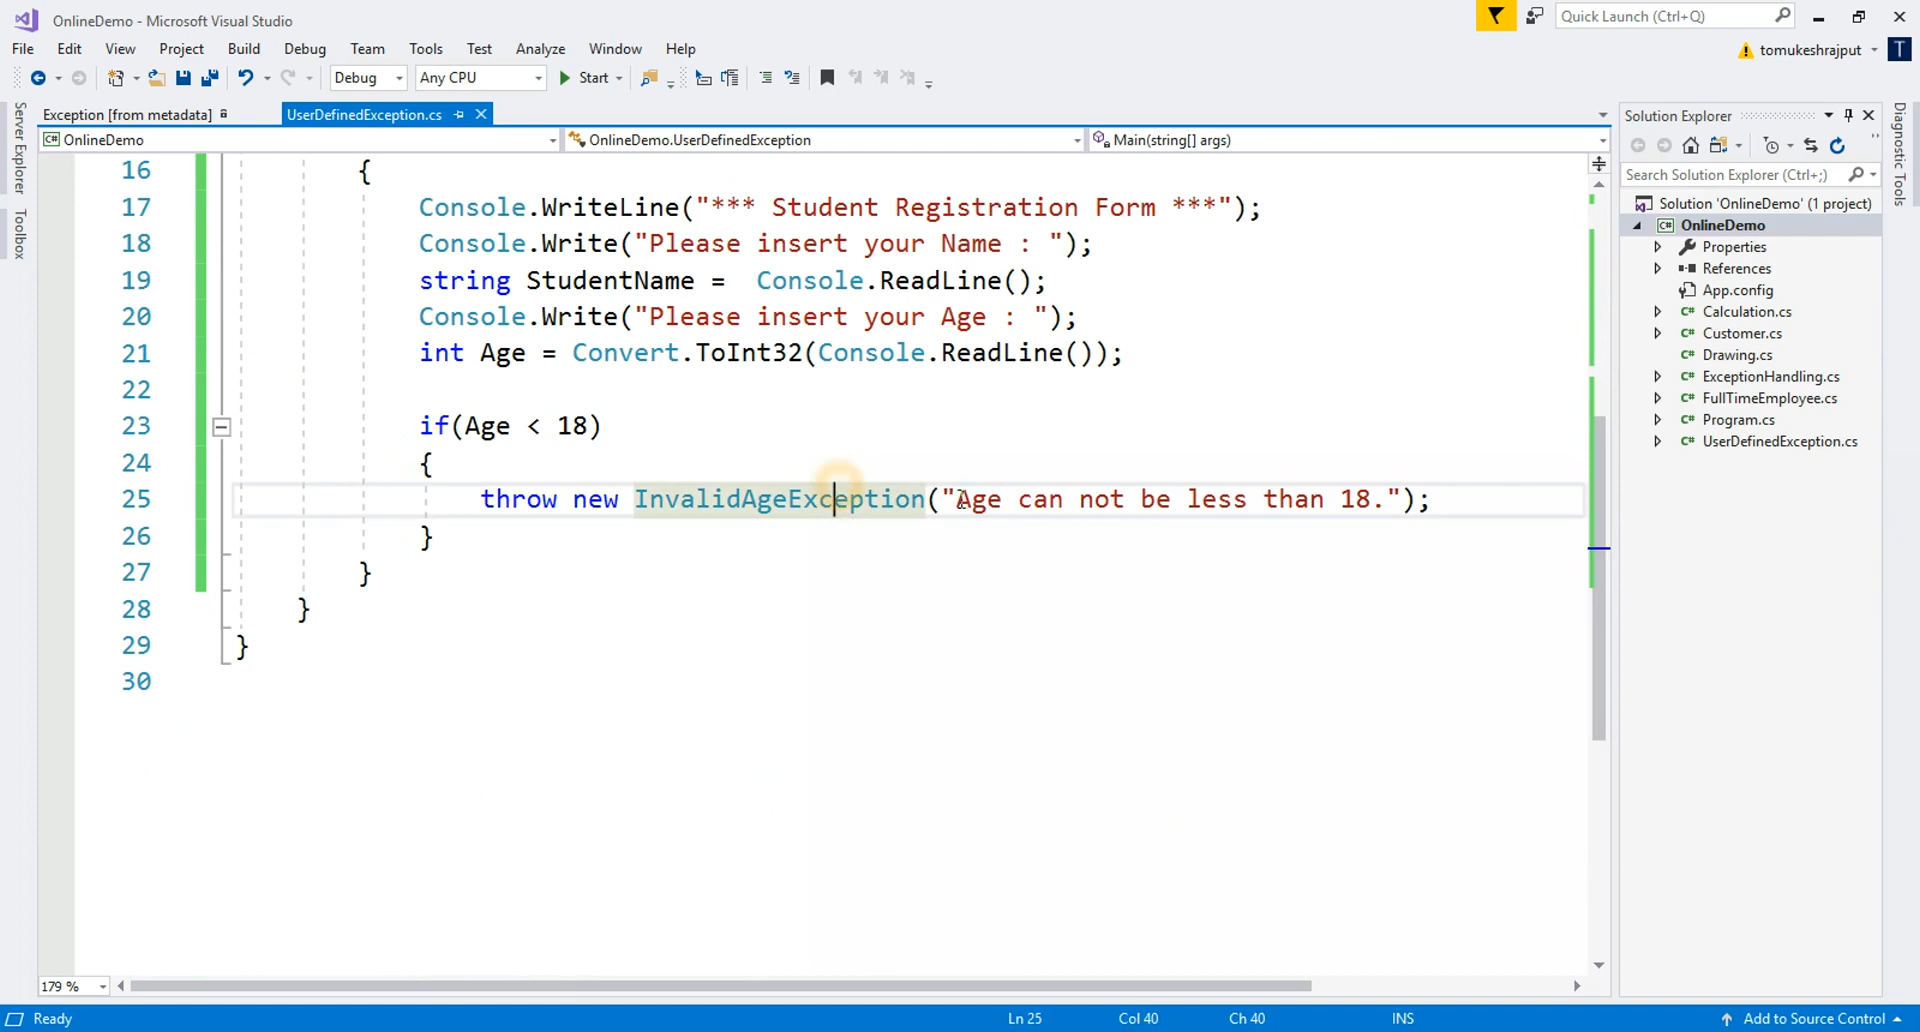 OnlineDemo - Microsoft Visual Studio
Quick Launch (Ctrl+Q)
File Edit View Project Build Debug Team Tools Test Analyze Window Help
tomukeshrajput T
Debug Any CPU Start
Exception [from metadata] UserDefinedException.cs
OnlineDemo OnlineDemo.UserDefinedException Main(string[] args)
Server Explorer
Toolbox
16 {
17 Console.WriteLine("*** Student Registration Form ***");
18 Console.Write("Please insert your Name : ");
19 string StudentName = Console.ReadLine();
20 Console.Write("Please insert your Age : ");
21 int Age = Convert.ToInt32(Console.ReadLine());
22
23 if(Age < 18)
24 {
25 throw new InvalidAgeException("Age can not be less than 18.");
26 }
27 }
28 }
29 }
30
179 %
Solution Explorer
Search Solution Explorer (Ctrl+;)
Solution 'OnlineDemo' (1 project)
C# OnlineDemo
Properties
References
App.config
C# Calculation.cs
C# Customer.cs
C# Drawing.cs
C# ExceptionHandling.cs
C# FullTimeEmployee.cs
C# Program.cs
C# UserDefinedException.cs
Diagnostic Tools
Ready Ln 25 Col 40 Ch 40 INS Add to Source Control